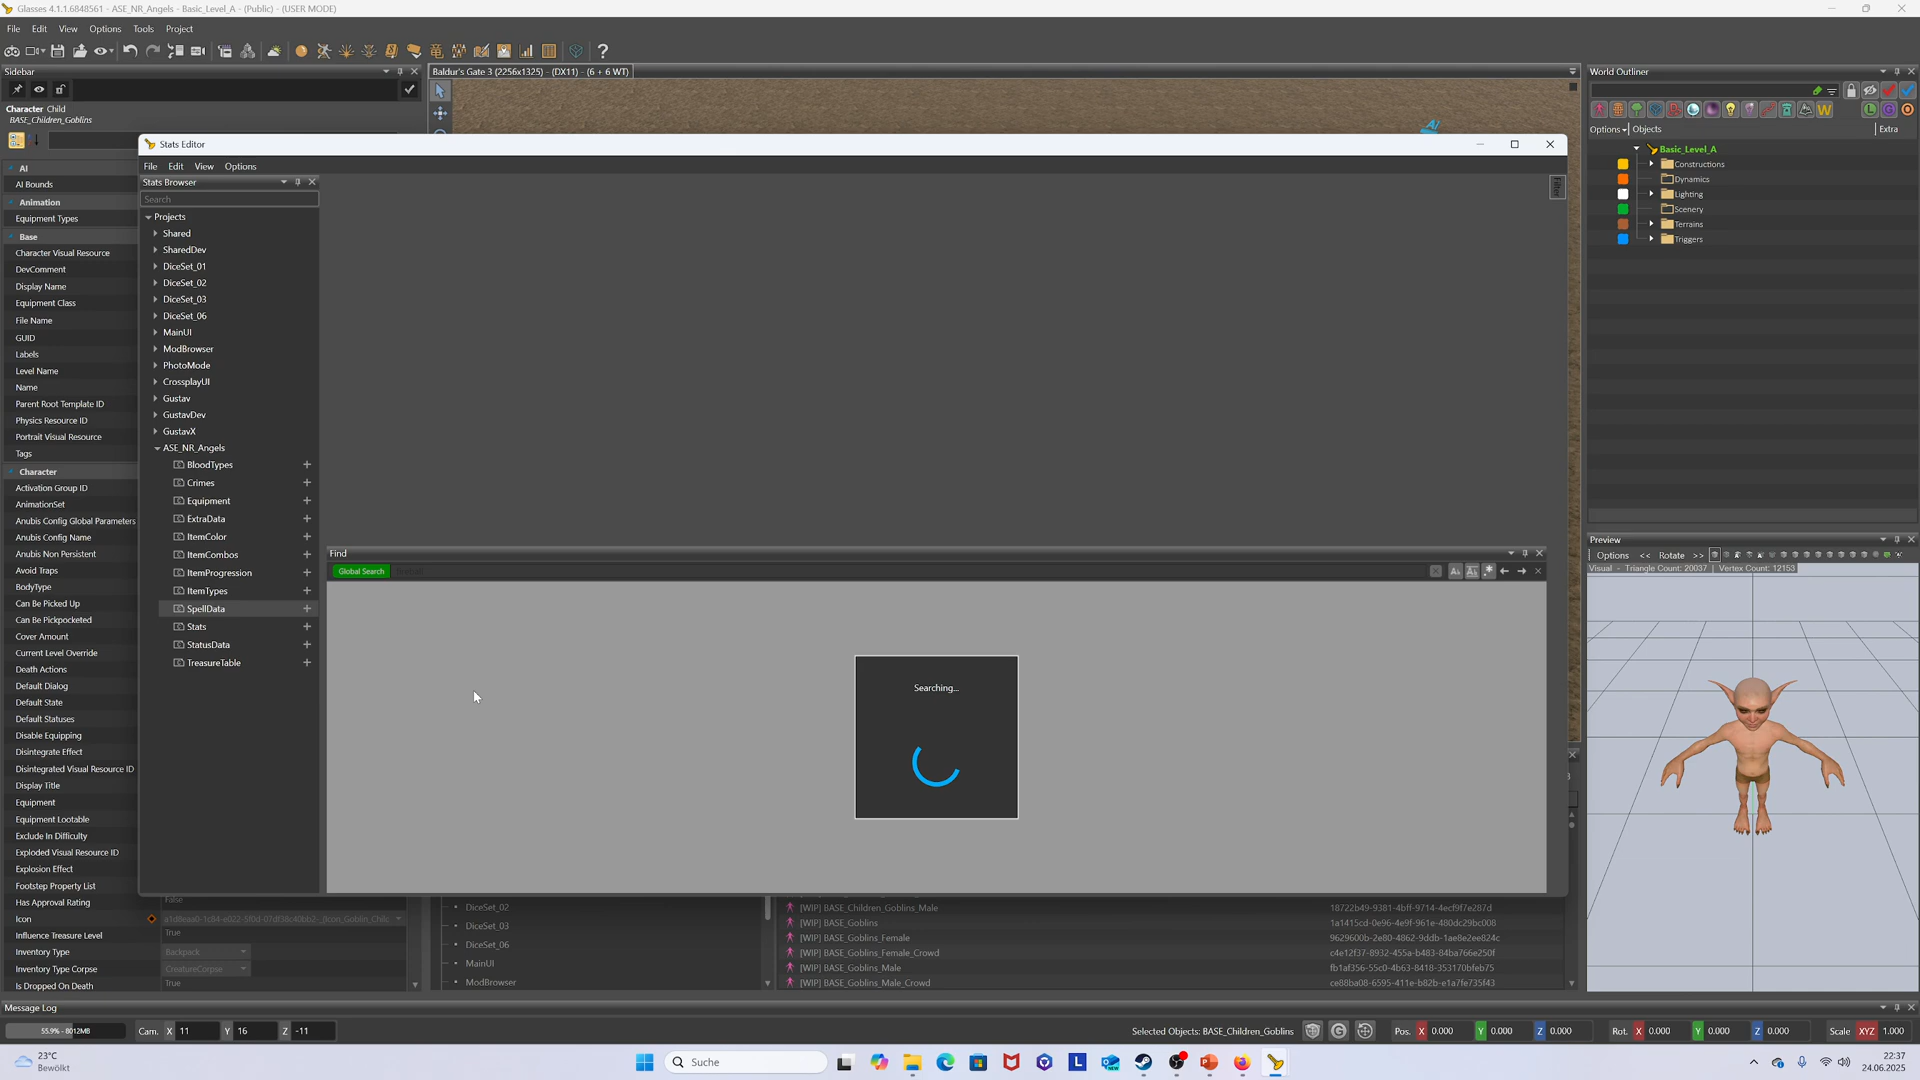 Glasses 4.1.1.6848561 - ASE_NR_Angels - Basic_Level_A - (Public) - (USER MODE)
File Edit View Options Tools Project
Sidebar
Baldur's Gate 3 (2256x1325) - (DX11) - (6 + 6 WT)
World Outliner
Character Child
BASE_Children_Goblins
AI
AI Bounds
Animation
Equipment Types
Base
Character Visual Resource
DevComment
Display Name
Equipment Class
File Name
GUID
Labels
Level Name
Name
Parent Root Template ID
Physics Resource ID
Portrait Visual Resource
Tags
Character
Activation Group ID
AnimationSet
Anubis Config Global Parameters
Anubis Config Name
Anubis Non Persistent
Avoid Traps
BodyType
Can Be Picked Up
Can Be Pickpocketed
Cover Amount
Current Level Override
Death Actions
Default Dialog
Default State
Default Statuses
Disable Equipping
Disintegrate Effect
Disintegrated Visual Resource ID
Display Title
Equipment
Equipment Lootable
Exclude In Difficulty
Exploded Visual Resource ID
Explosion Effect
Footstep Property List
Has Approval Rating False
Icon
Influence Treasure Level True
Inventory Type Backpack
Inventory Type Corpse CreatureCorpse
Is Dropped On Death True
Stats Editor
File Edit View Options
Stats Browser
Search
Filter
Projects
Shared
SharedDev
DiceSet_01
DiceSet_02
DiceSet_03
DiceSet_06
MainUI
ModBrowser
PhotoMode
CrossplayUI
Gustav
GustavDev
GustavX
ASE_NR_Angels
BloodTypes +
Crimes +
Equipment +
ExtraData +
ItemColor +
ItemCombos +
ItemProgression +
ItemTypes +
SpellData +
Stats +
StatusData +
TreasureTable +
Find
Global Search
Searching...
AI
Options Objects Extra
Basic_Level_A
Constructions
Dynamics
Lighting
Scenery
Terrains
Triggers
Preview
Options << Rotate >>
Visual - Triangle Count: 20037 | Vertex Count: 12153
DiceSet_02
DiceSet_03
DiceSet_06
MainUI
ModBrowser
[WIP] BASE_Children_Goblins_Male 18722b49-9381-4bff-9714-4ecf9f7e287d
[WIP] BASE_Goblins 1a1415cd-0e96-4e9f-961e-480dc29bc008
[WIP] BASE_Goblins_Female 9629600b-2e80-4862-9ddb-1ae8e2ee824c
[WIP] BASE_Goblins_Female_Crowd c4e12f37-8932-455a-b483-84ba766e250f
[WIP] BASE_Goblins_Male fb1af356-55c0-4b63-8418-353170bfeb75
[WIP] BASE_Goblins_Male_Crowd ce88ba08-6595-411e-b82b-e1a7fe735f43
Message Log
55.9% - 8012MB Cam. X 11 Y 16 Z -11 Selected Objects: BASE_Children_Goblins Pos. X 0.000 Y 0.000 Z 0.000 Rot. X 0.000 Y 0.000 Z 0.000 Scale XYZ 1.000
23°C
Bewölkt
Suche
22:37
24.06.2025